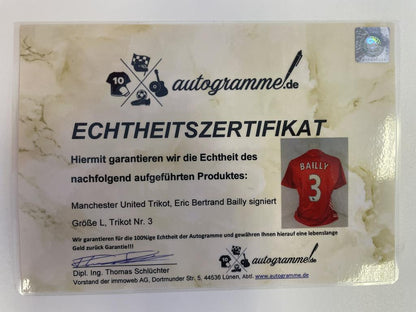 10
autogramme.de
ECHTHEITSZERTIFIKAT
Hiermit garantieren wir die Echtheit des
nachfolgend aufgeführten Produktes:
BAILLY
3
Manchester United Trikot, Eric Bertrand Bailly signiert
Größe L, Trikot Nr. 3
Wir garantieren für die 100%ige Echtheit der Autogramme und gewähren Ihnen hierauf eine lebenslange
Geld zurück Garantie!!!
10
autogramme.de
Dipl. Ing. Thomas Schlüchter
Vorstand der immoweb AG, Dortmunder Str. 5, 44536 Lünen, Abtl. www.autogramme.de